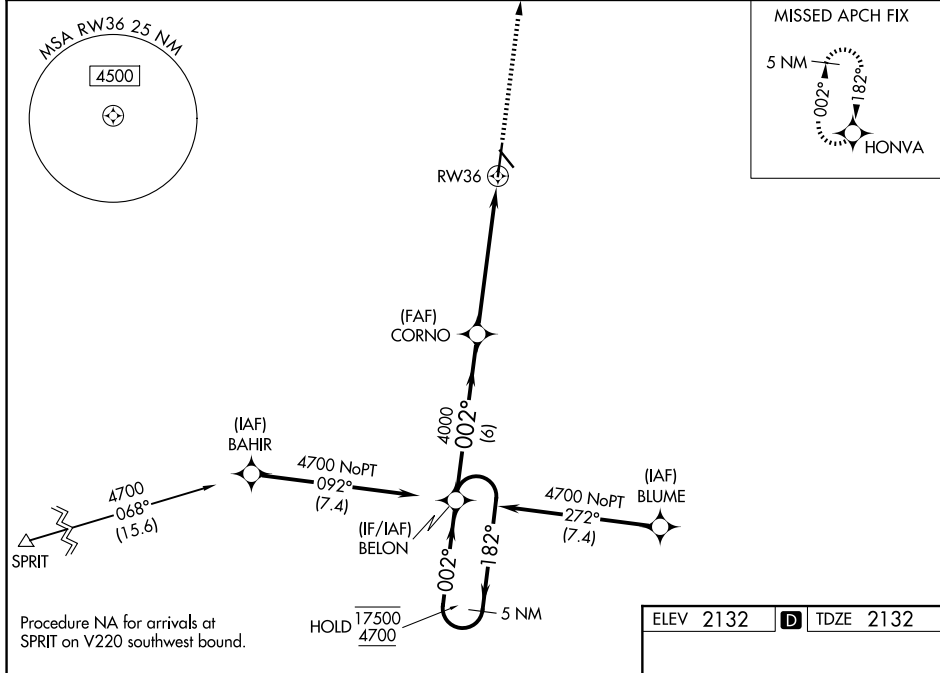 MSA RW36 25 NM
4500
MISSED APCH FIX
5 NM
002°
182°
HONVA
RW36
(FAF)
CORNO
4000
002°
(6)
(IAF)
BAHIR
4700 NoPT
092°
(7.4)
4700
068°
(15.6)
SPRIT
(IF/IAF)
BELON
4700 NoPT
272°
(7.4)
(IAF)
BLUME
002°
182°
5 NM
HOLD
17500
4700
Procedure NA for arrivals at
SPRIT on V220 southwest bound.
ELEV 2132 D TDZE 2132